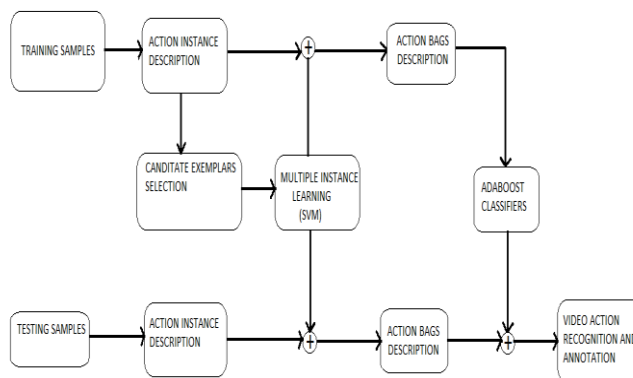 TRAINING SAMPLES
ACTION INSTANCE
DESCRIPTION
+
ACTION BAGS
DESCRIPTION
CANDITATE EXEMPLARS
SELECTION
MULTIPLE INSTANCE
LEARNING
(SVM)
ADABOOST
CLASSIFIERS
TESTING SAMPLES
ACTION INSTANCE
DESCRIPTION
+
ACTION BAGS
DESCRIPTION
+
VIDEO ACTION
RECOGNITION AND
ANNOTATION